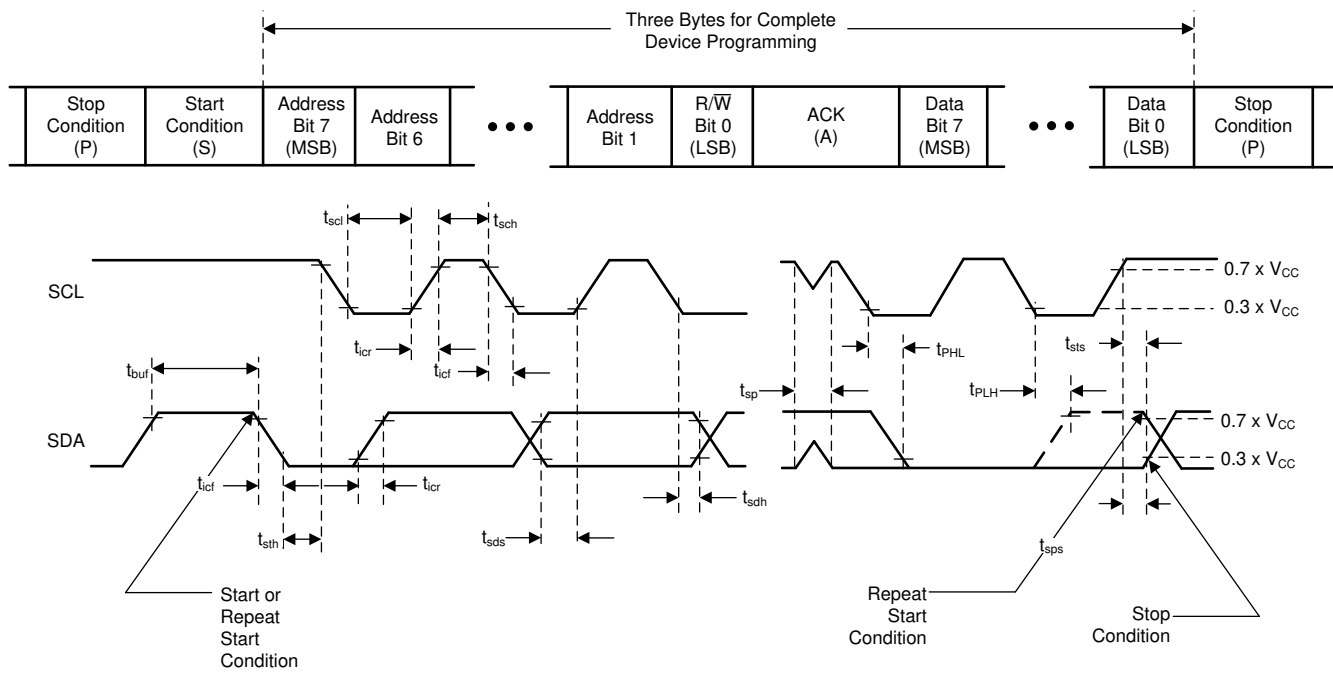 Three Bytes for Complete
Device Programming
Stop
Condition
(P)
Start
Condition
(S)
Address
Bit 7
(MSB)
Address
Bit 6
•••
Address
Bit 1
R/W̅
Bit 0
(LSB)
ACK
(A)
Data
Bit 7
(MSB)
•••
Data
Bit 0
(LSB)
Stop
Condition
(P)
tscl
tsch
SCL
0.7 x VCC
0.3 x VCC
ticr
ticf
tbuf
tPHL
tsts
tsp
tPLH
SDA
0.7 x VCC
0.3 x VCC
ticf
ticr
tsdh
tsth
tsds
tsps
Start or
Repeat
Start
Condition
Repeat
Start
Condition
Stop
Condition